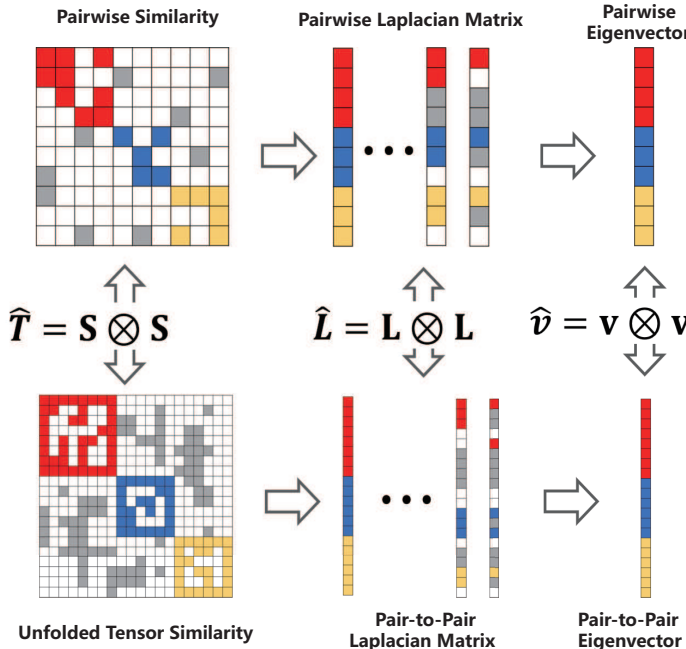 Pairwise Similarity
Pairwise Laplacian Matrix
Pairwise
Eigenvector
T̂ = S ⊗ S
L̂ = L ⊗ L
v̂ = v ⊗ v
Unfolded Tensor Similarity
Pair-to-Pair
Laplacian Matrix
Pair-to-Pair
Eigenvector